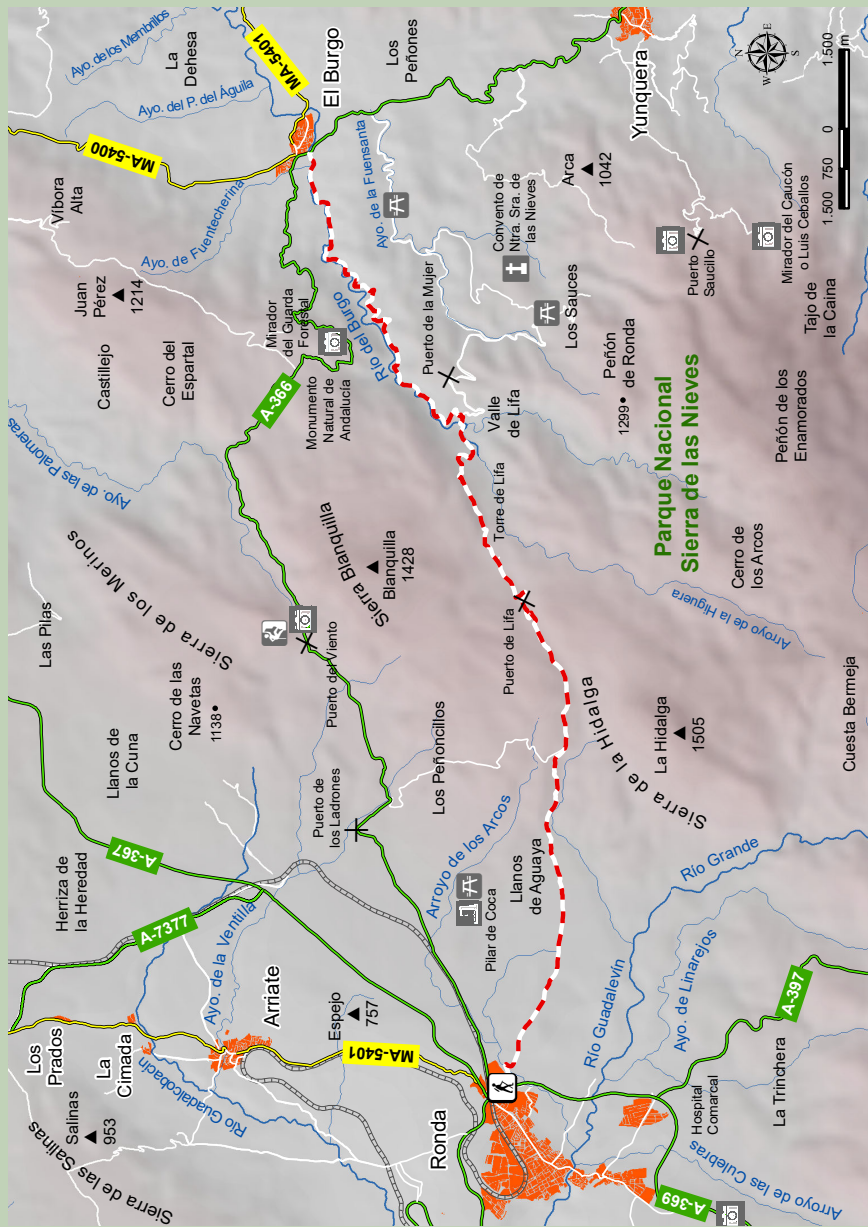 Ayo. de los Membrillos
La
Dehesa
MA-5401
El Burgo
Los
Peñones
Yunquera
N
E
S
W
1.500
750
0
1.500
m
Ayo. del P. del Águila
MA-5400
Víbora
Alta
Ayo. de Fuentecherina
Ayo. de la Fuensanta
Convento de
Ntra. Sra. de
las Nieves
Arca
1042
Puerto
Saucillo
Mirador del Caucón
o Luis Ceballos
Juan
Pérez
1214
Mirador
del Guarda
Forestal
Río del Burgo
Puerto de la Mujer
Los Sauces
Peñón
de Ronda
1299
Tajo de
la Caina
Castillejo
Cerro del
Espartal
A-366
Monumento
Natural de
Andalucía
Valle
de Lifa
Parque Nacional
Sierra de las Nieves
Peñón de los
Enamorados
Ayo. de las Palomeras
Sierra de los Merinos
Sierra Blanquilla
Blanquilla
1428
Torre de Lifa
Cerro de
los Arcos
Arroyo de la Higuera
Las Pilas
Puerto del Viento
Puerto de Lifa
Cerro de las
Navetas
1138
Llanos de
la Cuna
Los Peñoncillos
Sierra de la Hidalga
La Hidalga
1505
Cuesta Bermeja
Puerto de
los Ladrones
A-367
Herriza de
la Heredad
A-7377
Arroyo de los Arcos
Pilar de Coca
Llanos
de Aguaya
Río Grande
Ayo. de la Ventilla
Arriate
Espejo
757
MA-5401
Río Guadalevín
Ayo. de Linarejos
A-397
Los
Prados
La
Cimada
Río Guadalcobacín
Salinas
953
Sierra de las Salinas
Ronda
Hospital
Comarcal
La Trinchera
Arroyo de las Culebras
A-369